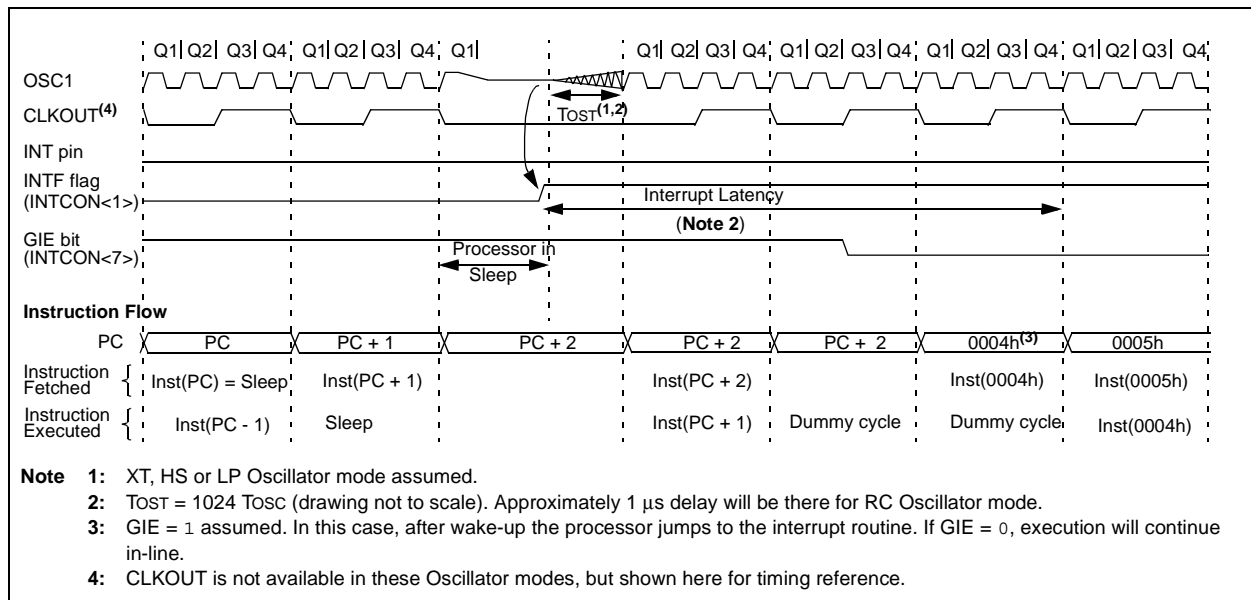 Q1| Q2| Q3| Q4| Q1| Q2| Q3| Q4| Q1| Q1| Q2| Q3| Q4| Q1| Q2| Q3| Q4| Q1| Q2| Q3| Q4| Q1| Q2| Q3| Q4
OSC1
CLKOUT(4)
TOST(1,2)
INT pin
INTF flag
(INTCON<1>)
Interrupt Latency
(Note 2)
GIE bit
(INTCON<7>)
Processor in
Sleep
Instruction Flow
PC PC PC + 1 PC + 2 PC + 2 PC + 2 0004h(3) 0005h
Instruction
Fetched { Inst(PC) = Sleep Inst(PC + 1) Inst(PC + 2) Inst(0004h) Inst(0005h)
Instruction
Executed { Inst(PC - 1) Sleep Inst(PC + 1) Dummy cycle Dummy cycle Inst(0004h)
Note 1: XT, HS or LP Oscillator mode assumed.
2: TOST = 1024 TOSC (drawing not to scale). Approximately 1 μs delay will be there for RC Oscillator mode.
3: GIE = 1 assumed. In this case, after wake-up the processor jumps to the interrupt routine. If GIE = 0, execution will continue
in-line.
4: CLKOUT is not available in these Oscillator modes, but shown here for timing reference.